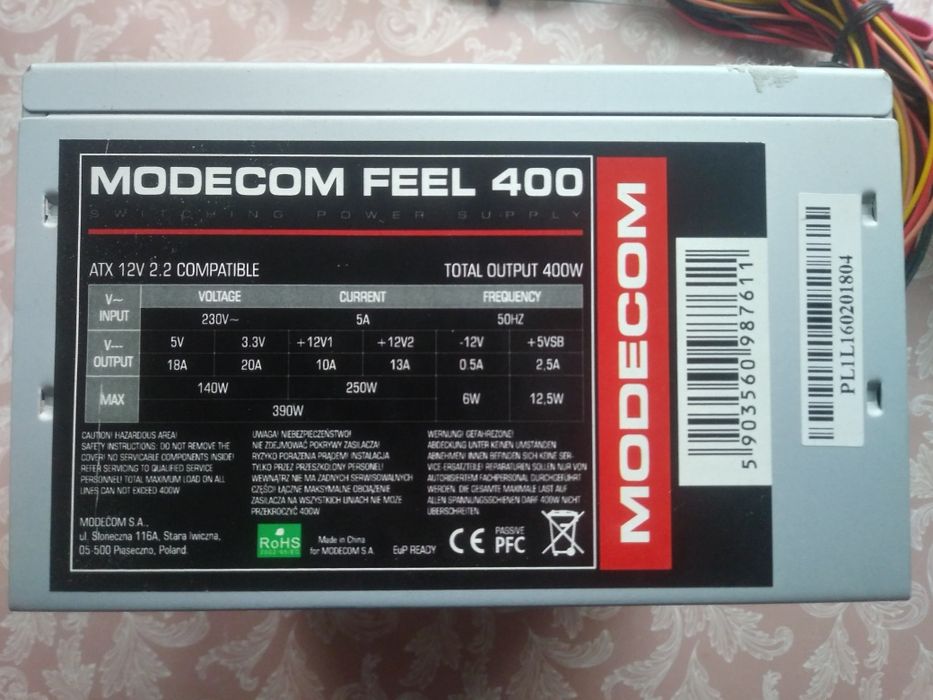 MODECOM FEEL 400
SWITCHING POWER SUPPLY
ATX 12V 2.2 COMPATIBLE TOTAL OUTPUT 400W
V~ INPUT VOLTAGE CURRENT FREQUENCY
230V~ 5A 50HZ
V--- OUTPUT 5V 3.3V +12V1 +12V2 -12V +5VSB
18A 20A 10A 13A 0.5A 2,5A
MAX 140W 250W 6W 12,5W
390W
CAUTION! HAZARDOUS AREA!
SAFETY INSTRUCTIONS: DO NOT REMOVE THE
COVER! NO SERVICABLE COMPONENTS INSIDE!
REFER SERVICING TO QUALIFIED SERVICE
PERSONNEL! TOTAL MAXIMUM LOAD ON ALL
LINES CAN NOT EXCEED 400W
UWAGA! NIEBEZPIECZEŃSTWO!
NIE ZDEJMOWAĆ POKRYWY ZASILACZA!
RYZYKO PORAŻENIA PRĄDEM! INSTALACJA
TYLKO PRZEZ PRZESZKOLONY PERSONEL!
WEWNĄTRZ NIE MA ŻADNYCH SERWISOWALNYCH
CZĘŚCI! ŁĄCZNE MAKSYMALNE OBCIĄŻENIE
ZASILACZA NA WSZYSTKICH LINIACH NIE MOŻE
PRZEKROCZYĆ 400W
WERNUNG! GEFAHREZONE!
ABDECKUNG UNTER KEINEN UMSTANDEN
ABNEHMEN! INNEN BEFINDEN SICH KEINE SER-
VICE ERSATZTEILE! REPARATUREN SOLLEN NUR VON
AUTORISIERTEM FACHPERSONAL DURCHGEFUHRT
WERDEN. DIE GESAMTE MAXIMALE LAST AUF
ALLEN SPANNUNGSSCHIENEN DARF 400W NICHT
UBERSCHREITEN.
MODECOM S.A.,
ul. Słoneczna 116A, Stara Iwiczna,
05-500 Piaseczno, Poland.
RoHS
2002/95/EC
Made in China
for MODECOM S.A.
EuP READY
CE
PASSIVE
PFC
MODECOM
5 903560 987611
PL1L160201804